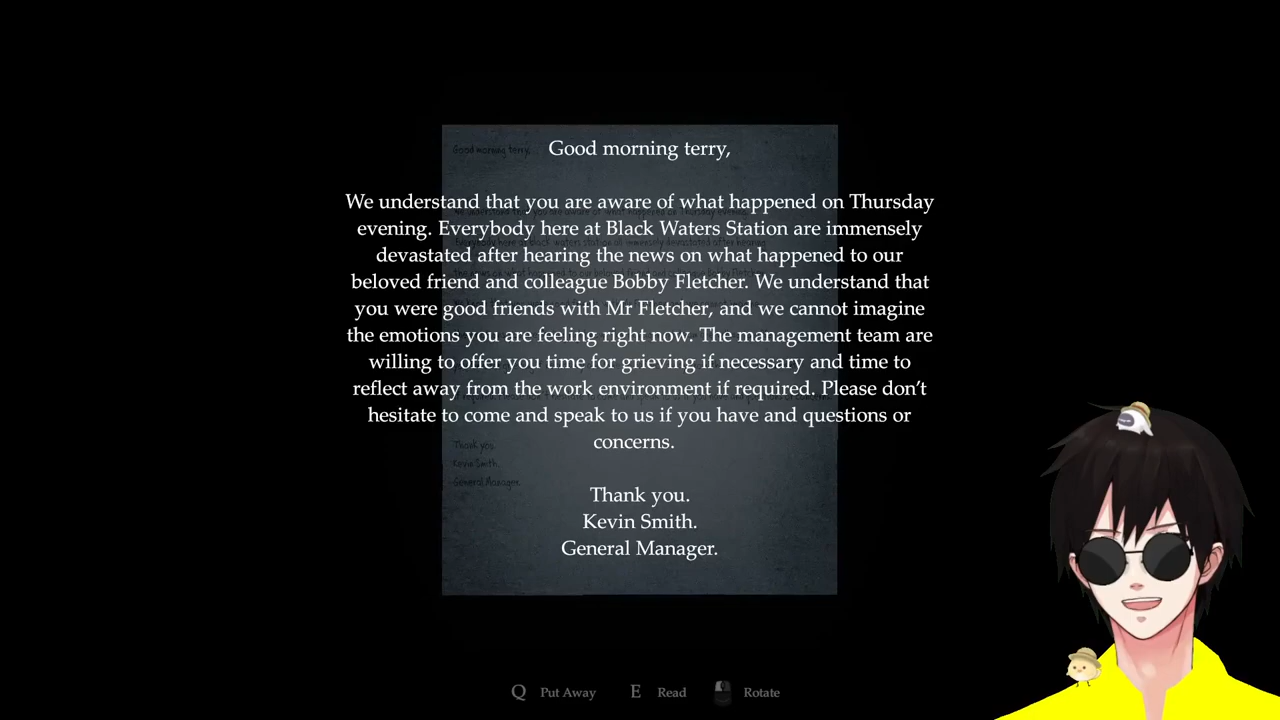 Good morning terry,
We understand that you are aware of what happened on Thursday
evening. Everybody here at Black Waters Station are immensely
devastated after hearing the news on what happened to our
beloved friend and colleague Bobby Fletcher. We understand that
you were good friends with Mr Fletcher, and we cannot imagine
the emotions you are feeling right now. The management team are
willing to offer you time for grieving if necessary and time to
reflect away from the work environment if required. Please don't
hesitate to come and speak to us if you have and questions or
concerns.
Thank you.
Kevin Smith.
General Manager.
Q Put Away E Read Rotate